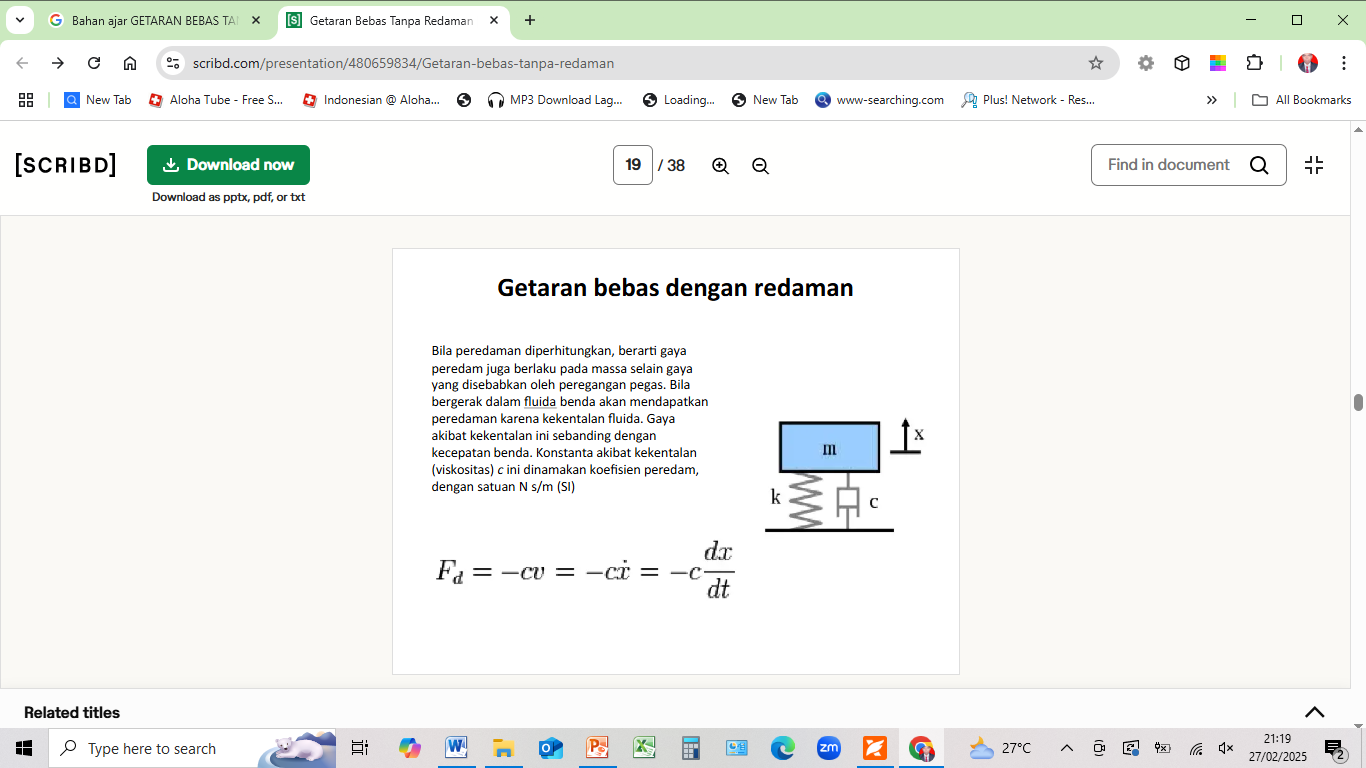 Bahan ajar GETARAN BEBAS TA
Getaran Bebas Tanpa Redaman
scribd.com/presentation/480659834/Getaran-bebas-tanpa-redaman
New Tab
Aloha Tube - Free S...
Indonesian @ Aloha...
MP3 Download Lag...
Loading...
New Tab
www-searching.com
Plus! Network - Res...
All Bookmarks
[SCRIBD]
Download now
Download as pptx, pdf, or txt
19 / 38
Find in document
Getaran bebas dengan redaman
Bila peredaman diperhitungkan, berarti gaya
peredam juga berlaku pada massa selain gaya
yang disebabkan oleh peregangan pegas. Bila
bergerak dalam fluida benda akan mendapatkan
peredaman karena kekentalan fluida. Gaya
akibat kekentalan ini sebanding dengan
kecepatan benda. Konstanta akibat kekentalan
(viskositas) c ini dinamakan koefisien peredam,
dengan satuan N s/m (SI)
m
x
k
c
F_d = −cv = −cẋ = −c dx/dt
Related titles
Type here to search
zm
27°C
21:19
27/02/2025
2